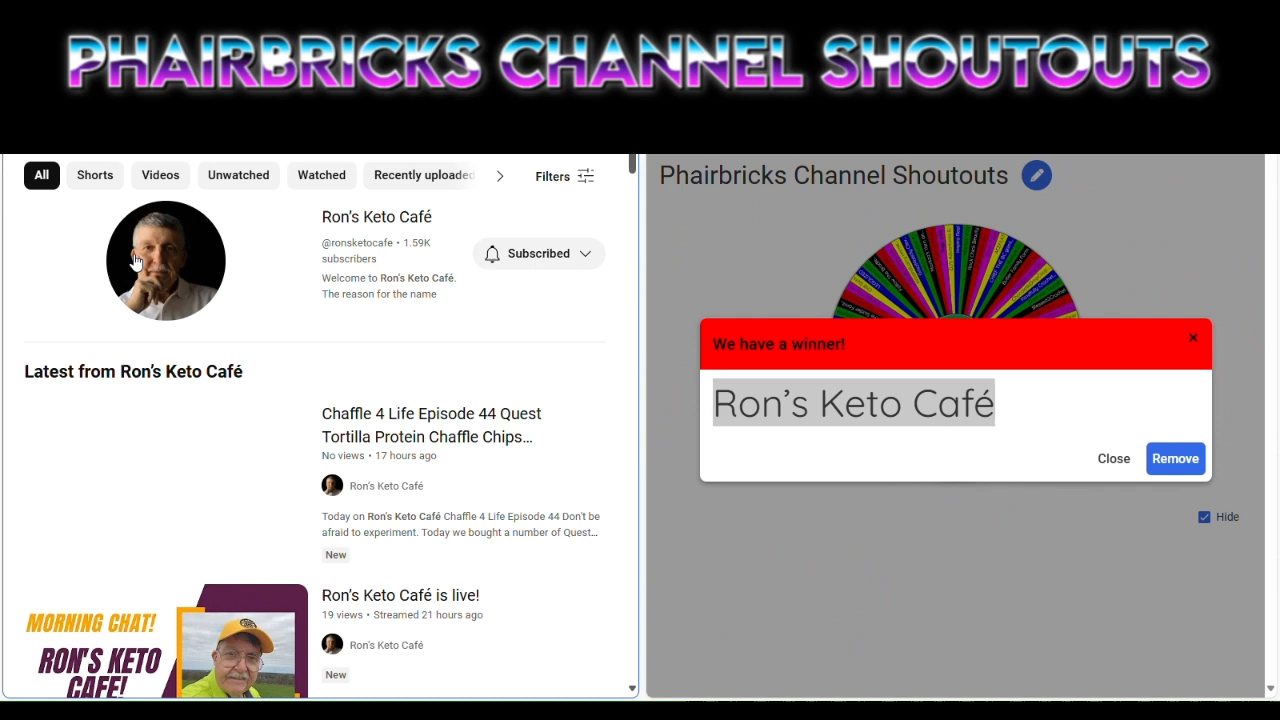 PHAIRBRICKS CHANNEL SHOUTOUTS
All
Shorts
Videos
Unwatched
Watched
Recently uploaded
Filters
Ron's Keto Café
@ronsketocafe • 1.59K
subscribers
Welcome to Ron's Keto Café.
The reason for the name
Subscribed
Latest from Ron's Keto Café
Chaffle 4 Life Episode 44 Quest
Tortilla Protein Chaffle Chips...
No views • 17 hours ago
Ron's Keto Café
Today on Ron's Keto Café Chaffle 4 Life Episode 44 Don't be
afraid to experiment. Today we bought a number of Quest...
New
MORNING CHAT!
RON'S KETO
CAFE!
Ron's Keto Café is live!
19 views • Streamed 21 hours ago
Ron's Keto Café
New
Phairbricks Channel Shoutouts
We have a winner!
×
Ron's Keto Café
Close
Remove
Hide